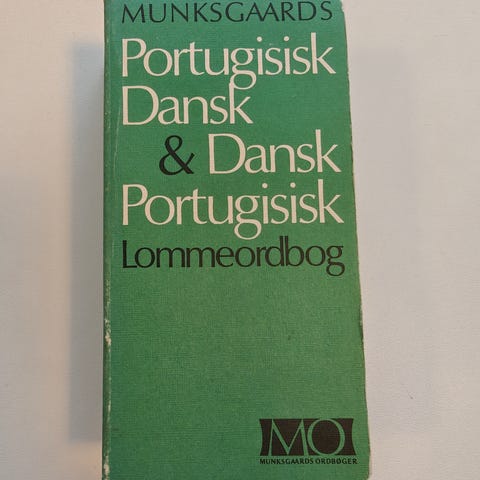 MUNKSGAARDS
Portugisisk
Dansk
& Dansk
Portugisisk
Lommeordbog
MO
MUNKSGAARDS ORDBØGER